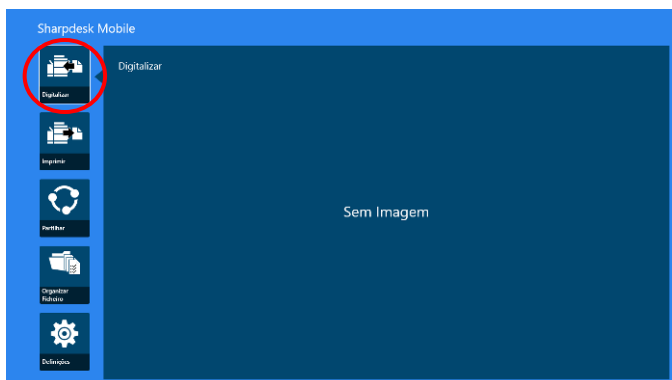 Sharpdesk Mobile
Digitalizar
Digitalizar
Imprimir
Sem Imagem
Partilhar
Organizar
Ficheiro
Definições